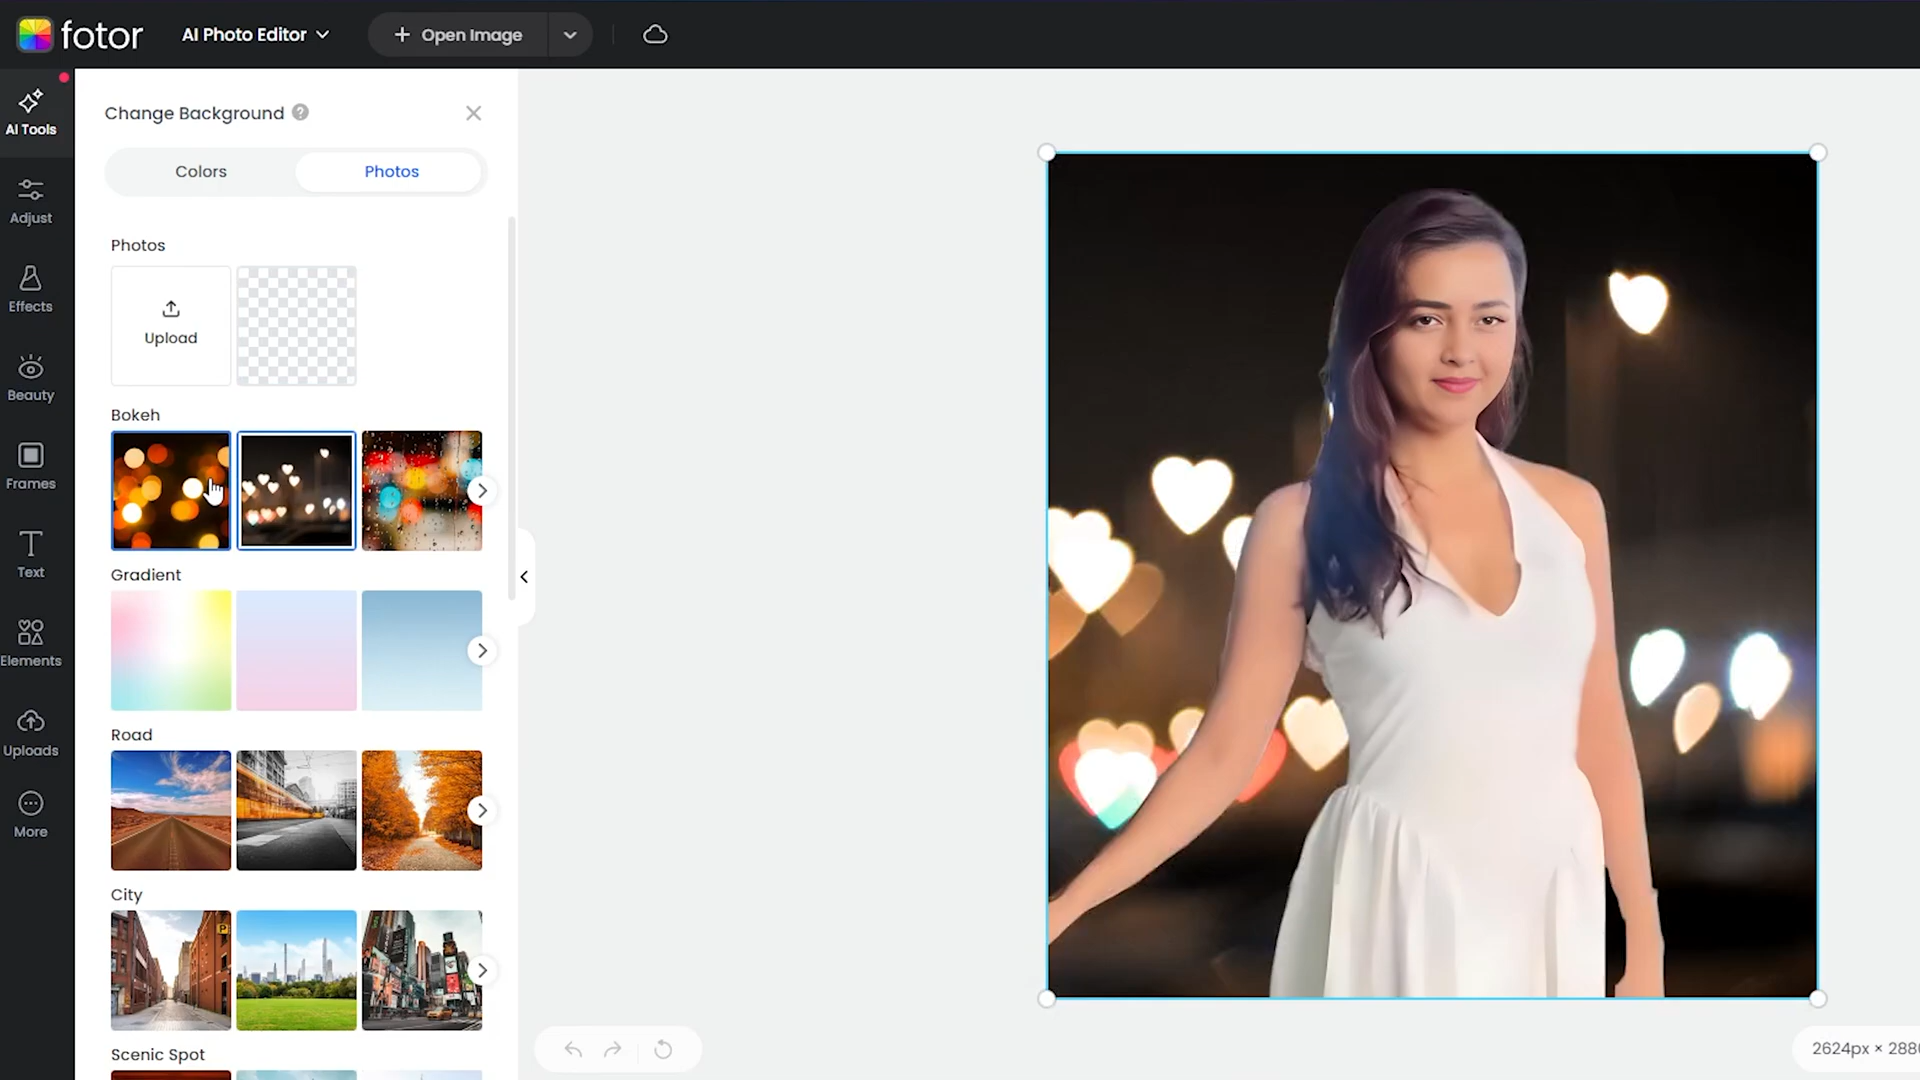 fotor
AI Photo Editor
Open Image
AI Tools
Adjust
Effects
Beauty
Frames
Text
Elements
Uploads
More
Change Background ?
Colors
Photos
Photos
Upload
Bokeh
Gradient
Road
City
P
Scenic Spot
2624px × 288